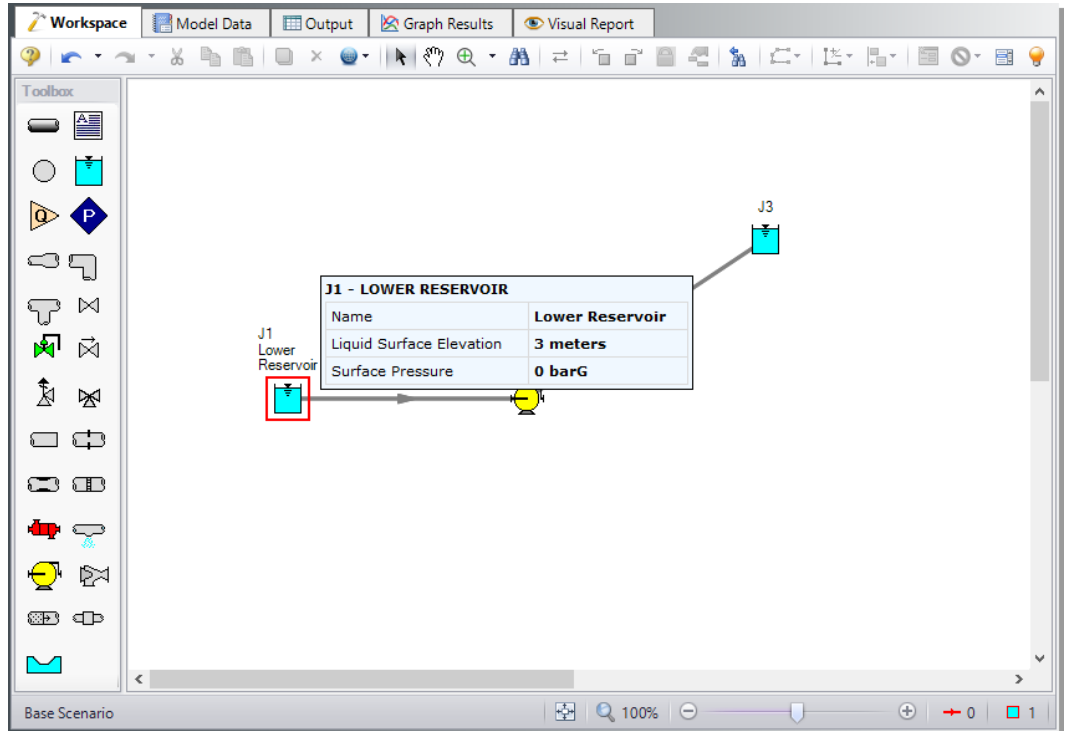 Workspace Model Data Output Graph Results Visual Report
Toolbox
A
Q P
J3
J1 - LOWER RESERVOIR
Name Lower Reservoir
Liquid Surface Elevation 3 meters
Surface Pressure 0 barG
J1
Lower
Reservoir
Base Scenario 100% 0 1